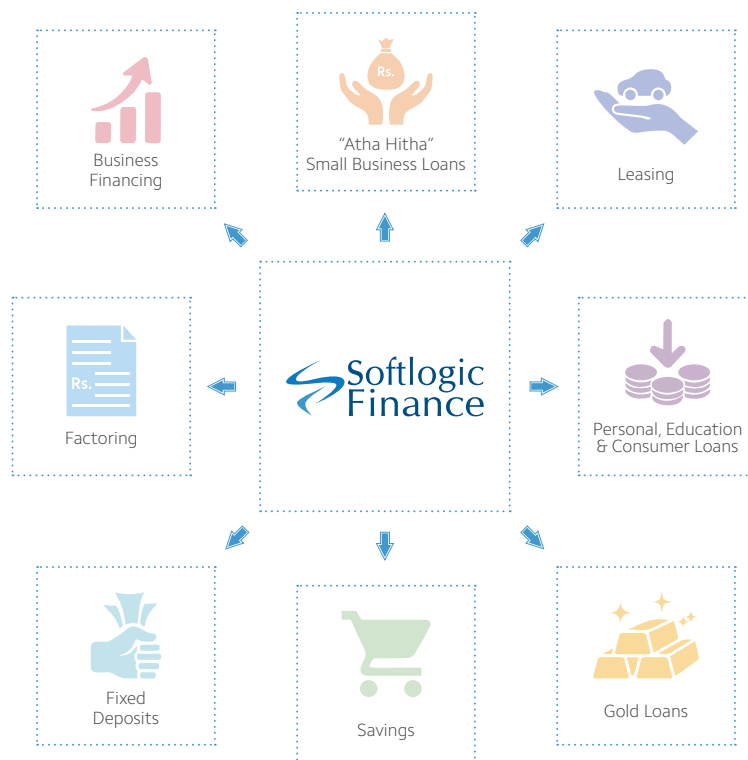 Rs.
"Atha Hitha"
Small Business Loans
Business
Financing
Leasing
Softlogic
Finance
Rs.
Factoring
Personal, Education
& Consumer Loans
Fixed
Deposits
Savings
Gold Loans